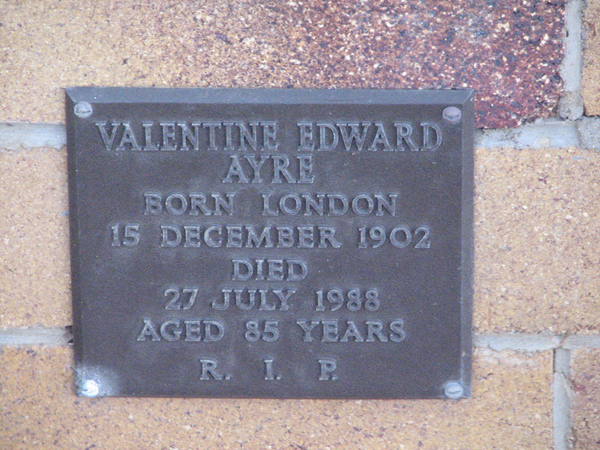 VALENTINE EDWARD
AYRE
BORN LONDON
15 DECEMBER 1902
DIED
27 JULY 1988
AGED 85 YEARS
R. I. P.